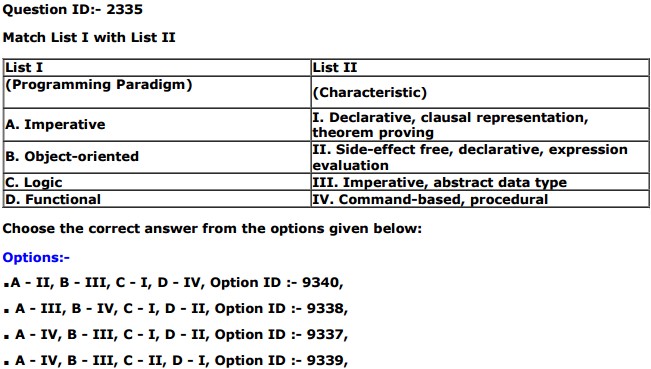 Question ID:- 2335
Match List I with List II
List I
List II
(Programming Paradigm)
(Characteristic)
A. Imperative
I. Declarative, clausal representation,
theorem proving
B. Object-oriented
II. Side-effect free, declarative, expression
evaluation
C. Logic
III. Imperative, abstract data type
D. Functional
IV. Command-based, procedural
Choose the correct answer from the options given below:
Options:-
▪A - II, B - III, C - I, D - IV, Option ID :- 9340,
▪ A - III, B - IV, C - I, D - II, Option ID :- 9338,
▪ A - IV, B - III, C - I, D - II, Option ID :- 9337,
▪ A - IV, B - III, C - II, D - I, Option ID :- 9339,